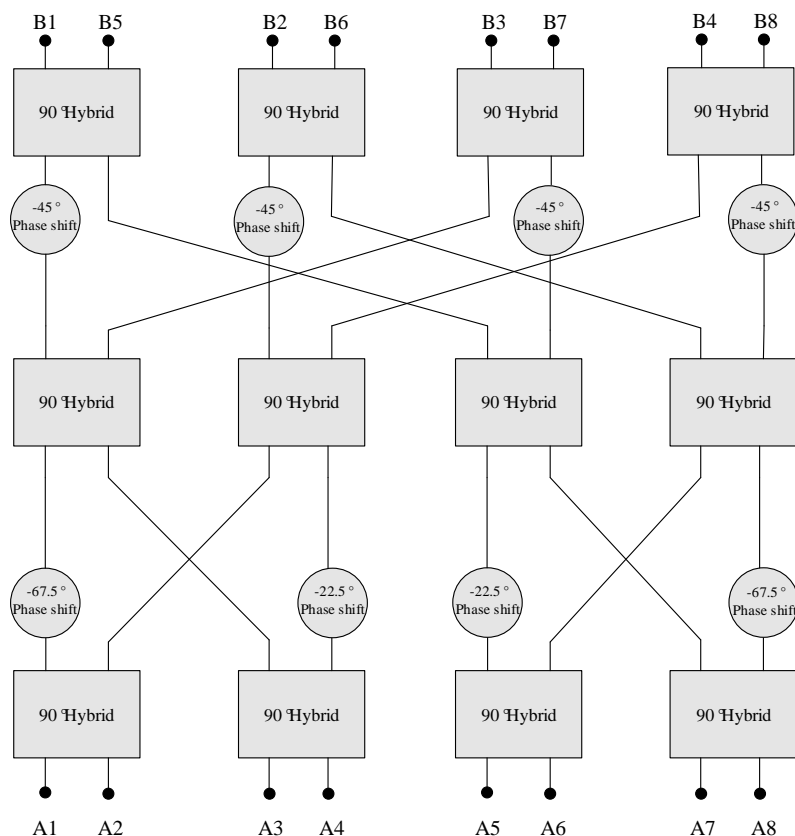 B1 B5 B2 B6 B3 B7 B4 B8
90°Hybrid 90°Hybrid 90°Hybrid 90°Hybrid
-45°
Phase shift
-45°
Phase shift
-45°
Phase shift
-45°
Phase shift
90°Hybrid 90°Hybrid 90°Hybrid 90°Hybrid
-67.5°
Phase shift
-22.5°
Phase shift
-22.5°
Phase shift
-67.5°
Phase shift
90°Hybrid 90°Hybrid 90°Hybrid 90°Hybrid
A1 A2 A3 A4 A5 A6 A7 A8